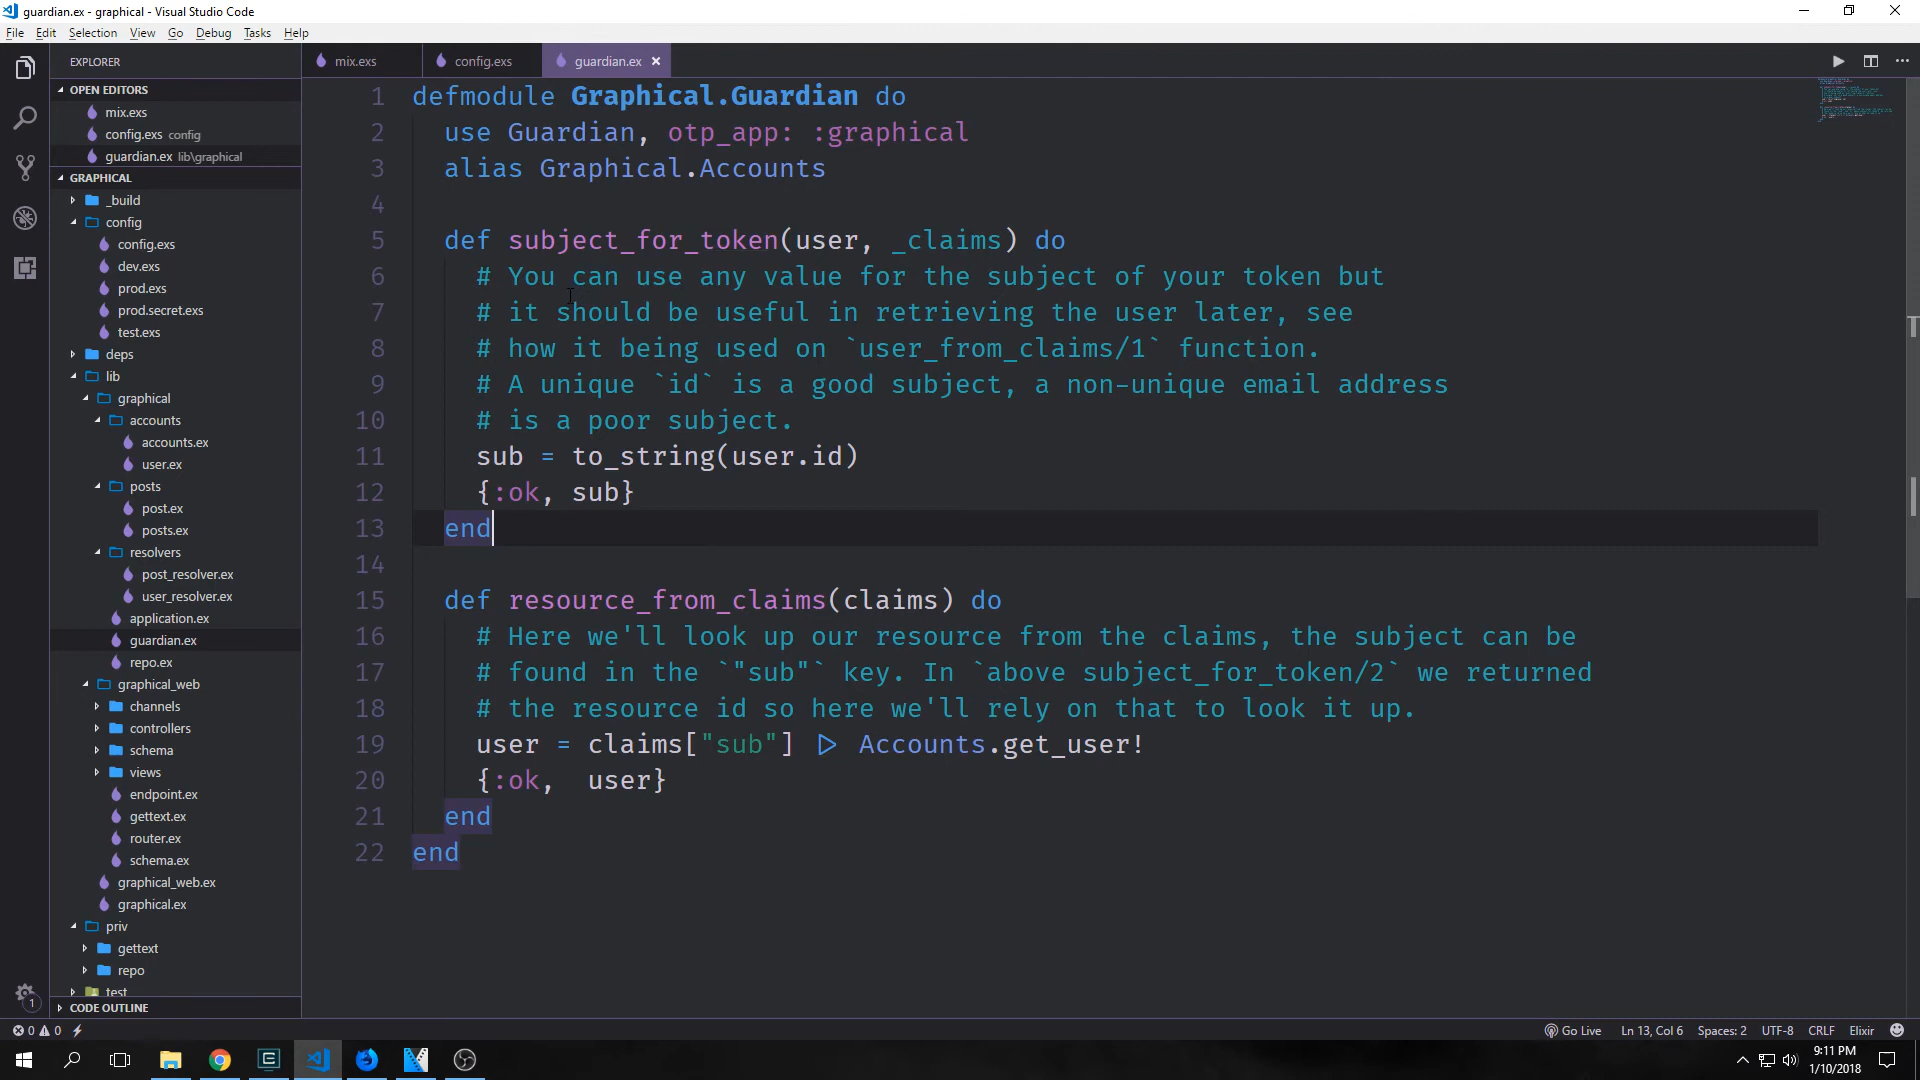 guardian.ex - graphical - Visual Studio Code
File Edit Selection View Go Debug Tasks Help
EXPLORER
OPEN EDITORS
mix.exs
config.exs config
guardian.ex lib\graphical
GRAPHICAL
_build
config
config.exs
dev.exs
prod.exs
prod.secret.exs
test.exs
deps
lib
graphical
accounts
accounts.ex
user.ex
posts
post.ex
posts.ex
resolvers
post_resolver.ex
user_resolver.ex
application.ex
guardian.ex
repo.ex
graphical_web
channels
controllers
schema
views
endpoint.ex
gettext.ex
router.ex
schema.ex
graphical_web.ex
graphical.ex
priv
gettext
repo
test
CODE OUTLINE
mix.exs config.exs guardian.ex
1 defmodule Graphical.Guardian do
2 use Guardian, otp_app: :graphical
3 alias Graphical.Accounts
4
5 def subject_for_token(user, _claims) do
6 # You can use any value for the subject of your token but
7 # it should be useful in retrieving the user later, see
8 # how it being used on `user_from_claims/1` function.
9 # A unique `id` is a good subject, a non-unique email address
10 # is a poor subject.
11 sub = to_string(user.id)
12 {:ok, sub}
13 end
14
15 def resource_from_claims(claims) do
16 # Here we'll look up our resource from the claims, the subject can be
17 # found in the `"sub"` key. In `above subject_for_token/2` we returned
18 # the resource id so here we'll rely on that to look it up.
19 user = claims["sub"] |> Accounts.get_user!
20 {:ok,  user}
21 end
22 end
0 0 Go Live Ln 13, Col 6 Spaces: 2 UTF-8 CRLF Elixir
1
9:11 PM
1/10/2018